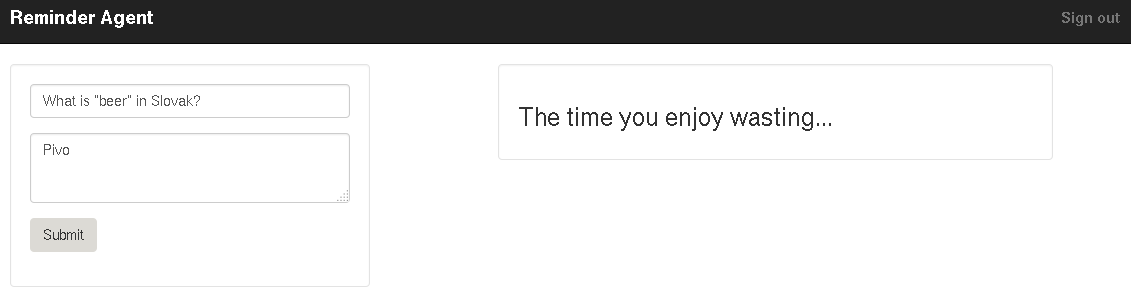 Reminder Agent
Sign out
What is "beer" in Slovak?
Pivo
Submit
The time you enjoy wasting...